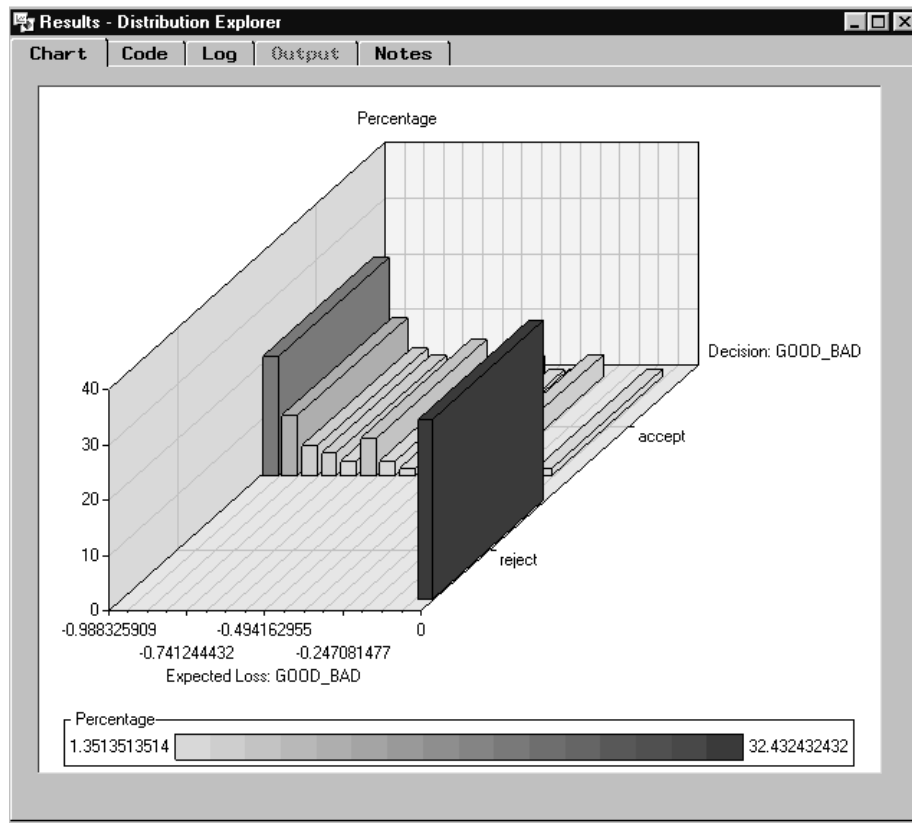 Results - Distribution Explorer
Chart Code Log Output Notes
Percentage
Decision: GOOD_BAD
accept
reject
40
30
20
10
0
-0.988325909 -0.494162955 0
-0.741244432 -0.247081477
Expected Loss: GOOD_BAD
Percentage
1.3513513514 32.432432432